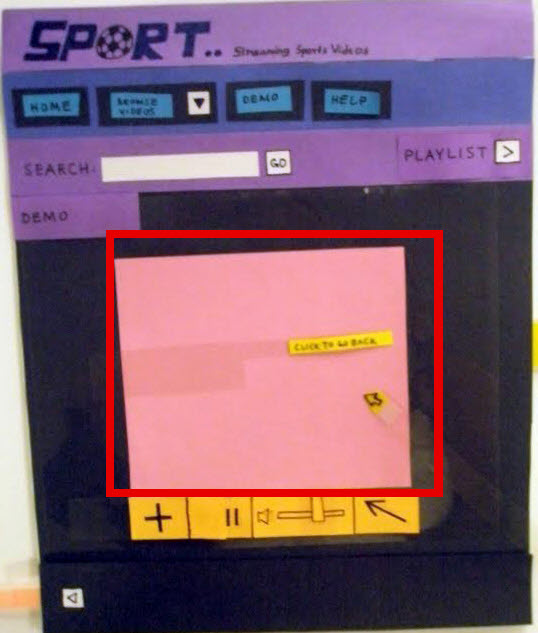 SPORT.. Streaming Sports Videos
HOME
BROWSE
VIDEOS
DEMO
HELP
SEARCH:
GO
PLAYLIST >
DEMO
CLICK TO GO BACK